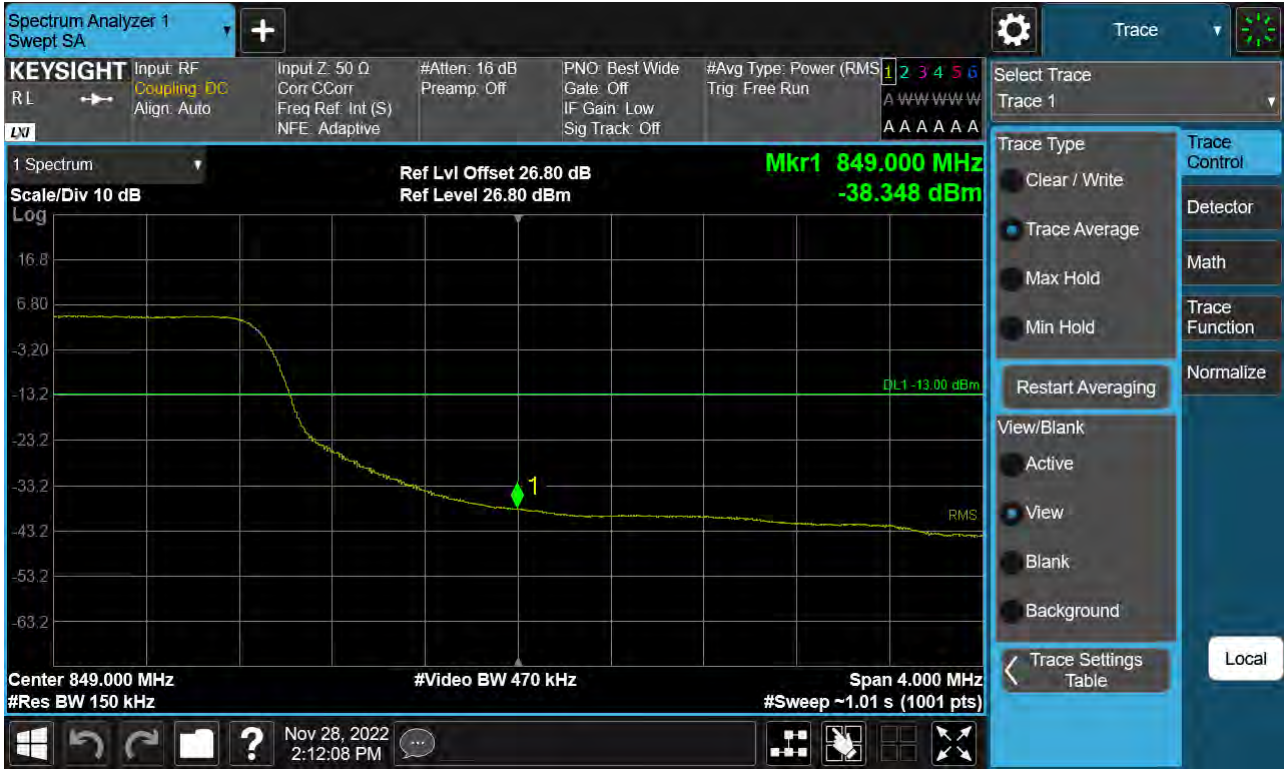 Spectrum Analyzer 1
Swept SA
+
Trace
KEYSIGHT
RL
LXI
Input: RF
Coupling: DC
Align: Auto
Input Z: 50 Ω
Corr CCorr
Freq Ref: Int (S)
NFE: Adaptive
#Atten: 16 dB
Preamp: Off
PNO: Best Wide
Gate: Off
IF Gain: Low
Sig Track: Off
#Avg Type: Power (RMS
Trig: Free Run
1 2 3 4 5 6
A W W W W W
A A A A A A
Select Trace
Trace 1
1 Spectrum
Scale/Div 10 dB
Log
Ref Lvl Offset 26.80 dB
Ref Level 26.80 dBm
Mkr1 849.000 MHz
-38.348 dBm
16.8
6.80
-3.20
-13.2
-23.2
-33.2
-43.2
-53.2
-63.2
DL1 -13.00 dBm
1
RMS
Center 849.000 MHz
#Res BW 150 kHz
#Video BW 470 kHz
Span 4.000 MHz
#Sweep ~1.01 s (1001 pts)
Trace Type
Clear / Write
Trace Average
Max Hold
Min Hold
Restart Averaging
View/Blank
Active
View
Blank
Background
Trace Settings
Table
Trace
Control
Detector
Math
Trace
Function
Normalize
Local
?
Nov 28, 2022
2:12:08 PM